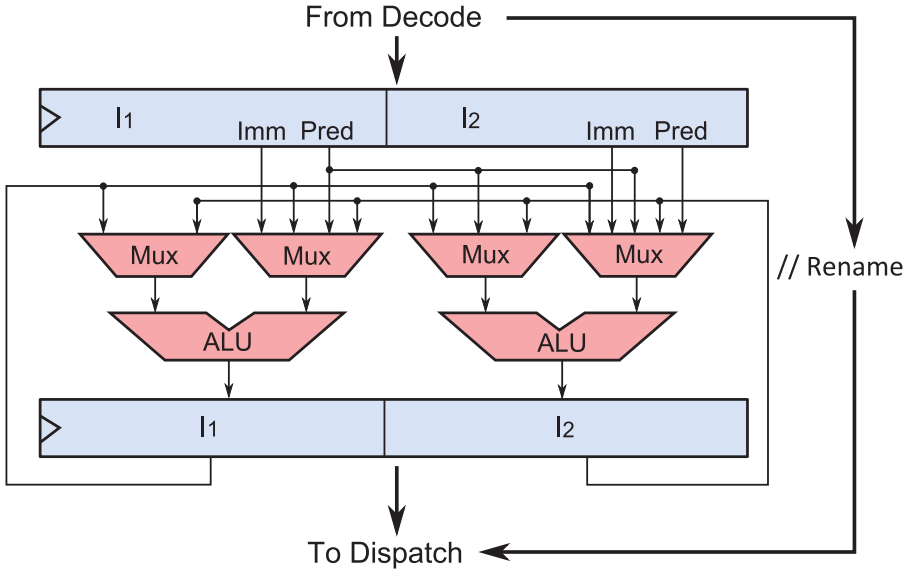 From Decode
I1 I2
Imm Pred Imm Pred
Mux Mux Mux Mux
// Rename
ALU ALU
I1 I2
To Dispatch